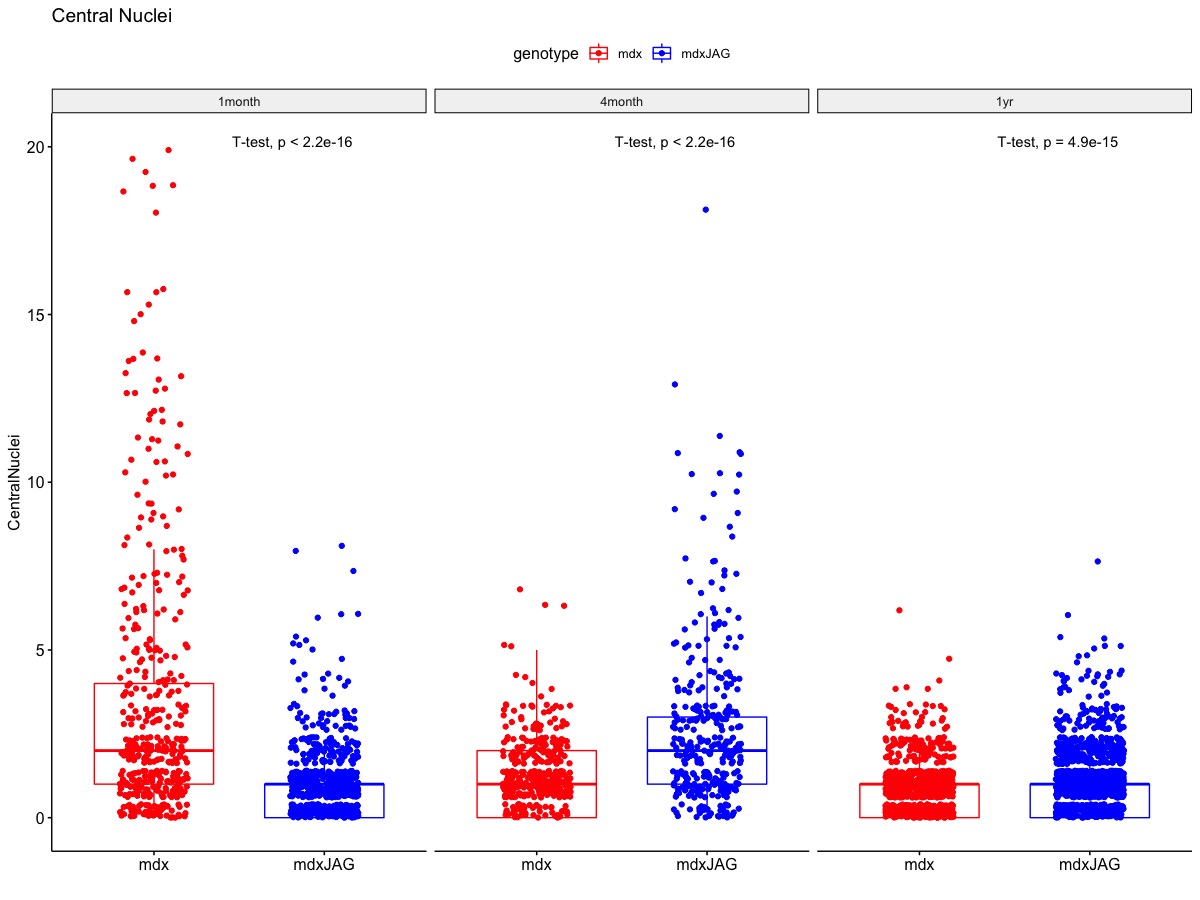 Central Nuclei
genotype mdx mdxJAG
1month 4month 1yr
T-test, p < 2.2e-16 T-test, p < 2.2e-16 T-test, p = 4.9e-15
20
15
10
5
0
CentralNuclei
mdx mdxJAG mdx mdxJAG mdx mdxJAG